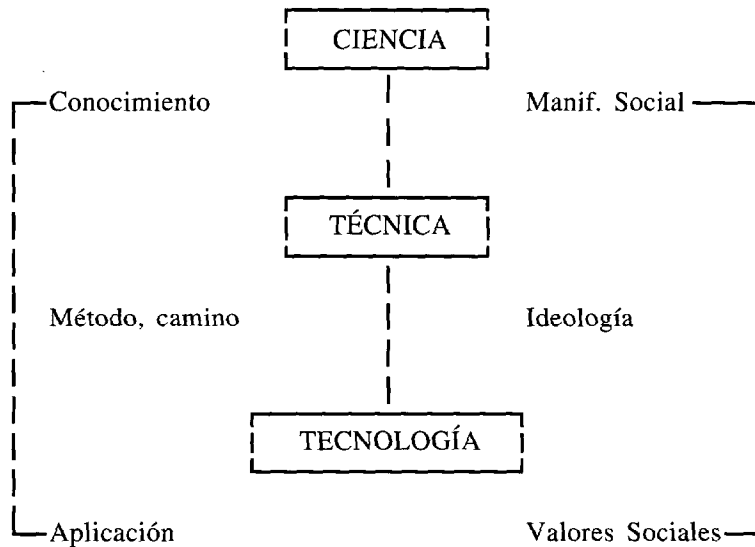 CIENCIA
Conocimiento Manif. Social
TÉCNICA
Método, camino Ideología
TECNOLOGÍA
Aplicación Valores Sociales